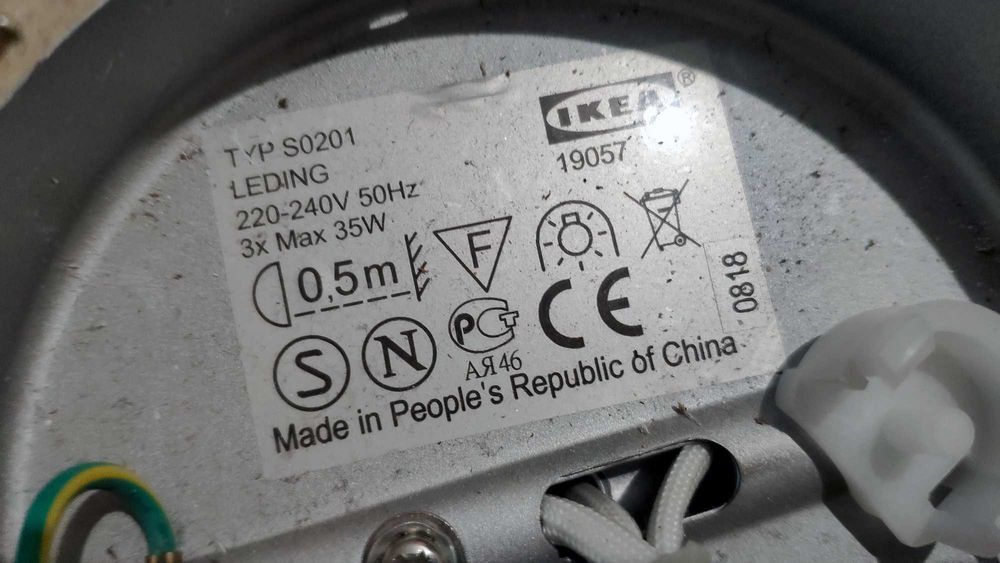 TYP S0201
LEDING
220-240V 50Hz
3x Max 35W
IKEA®
19057
0,5m
F
S
N
PCT
АЯ46
CE
0818
Made in People's Republic of China